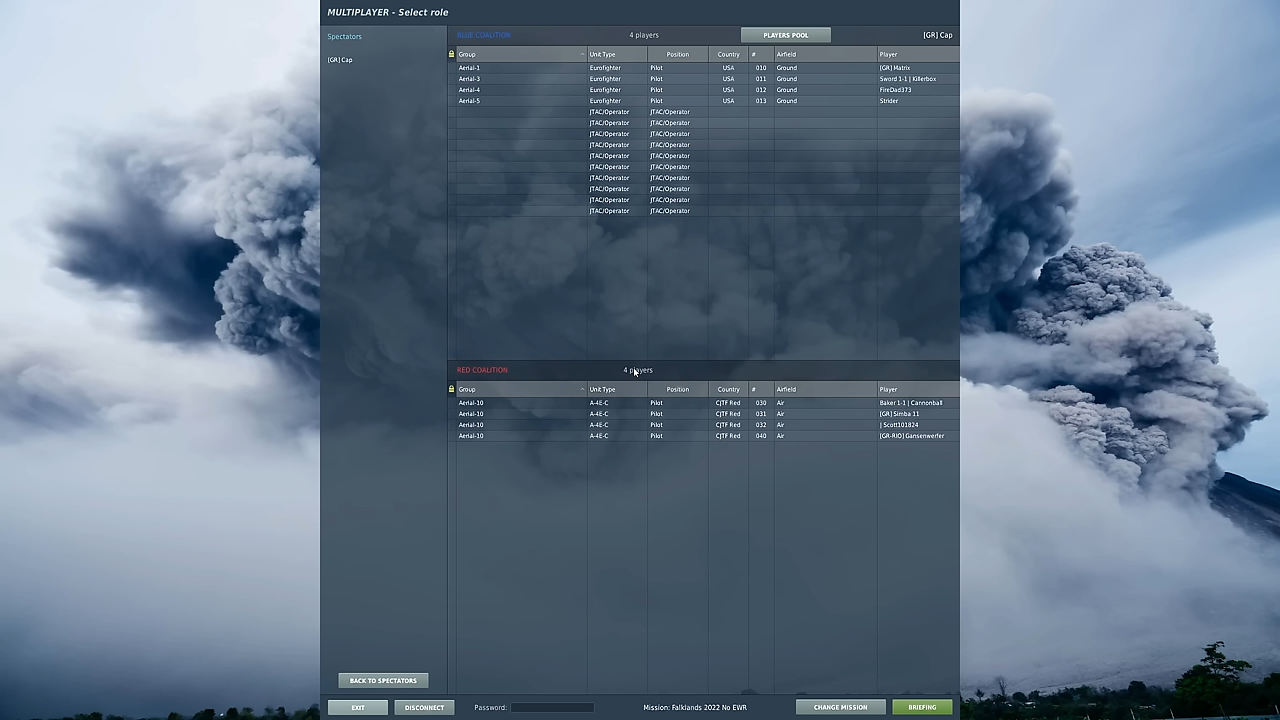 MULTIPLAYER - Select role
Spectators
[GR] Cap
BLUE COALITION 4 players PLAYERS POOL [GR] Cap
Group Unit Type Position Country # Airfield Player
Aerial-1 Eurofighter Pilot USA 010 Ground [GR] Matrix
Aerial-3 Eurofighter Pilot USA 011 Ground Sword 1-1 | Killerbox
Aerial-4 Eurofighter Pilot USA 012 Ground FireDad373
Aerial-5 Eurofighter Pilot USA 013 Ground Strider
JTAC/Operator JTAC/Operator
JTAC/Operator JTAC/Operator
JTAC/Operator JTAC/Operator
JTAC/Operator JTAC/Operator
JTAC/Operator JTAC/Operator
JTAC/Operator JTAC/Operator
JTAC/Operator JTAC/Operator
JTAC/Operator JTAC/Operator
JTAC/Operator JTAC/Operator
JTAC/Operator JTAC/Operator
RED COALITION 4 players
Group Unit Type Position Country # Airfield Player
Aerial-10 A-4E-C Pilot CJTF Red 030 Air Baker 1-1 | Cannonball
Aerial-10 A-4E-C Pilot CJTF Red 031 Air [GR] Simba 11
Aerial-10 A-4E-C Pilot CJTF Red 032 Air | Scott101824
Aerial-10 A-4E-C Pilot CJTF Red 040 Air [GR-RIO] Gansenwerfer
BACK TO SPECTATORS
EXIT DISCONNECT Password: Mission: Falklands 2022 No EWR CHANGE MISSION BRIEFING